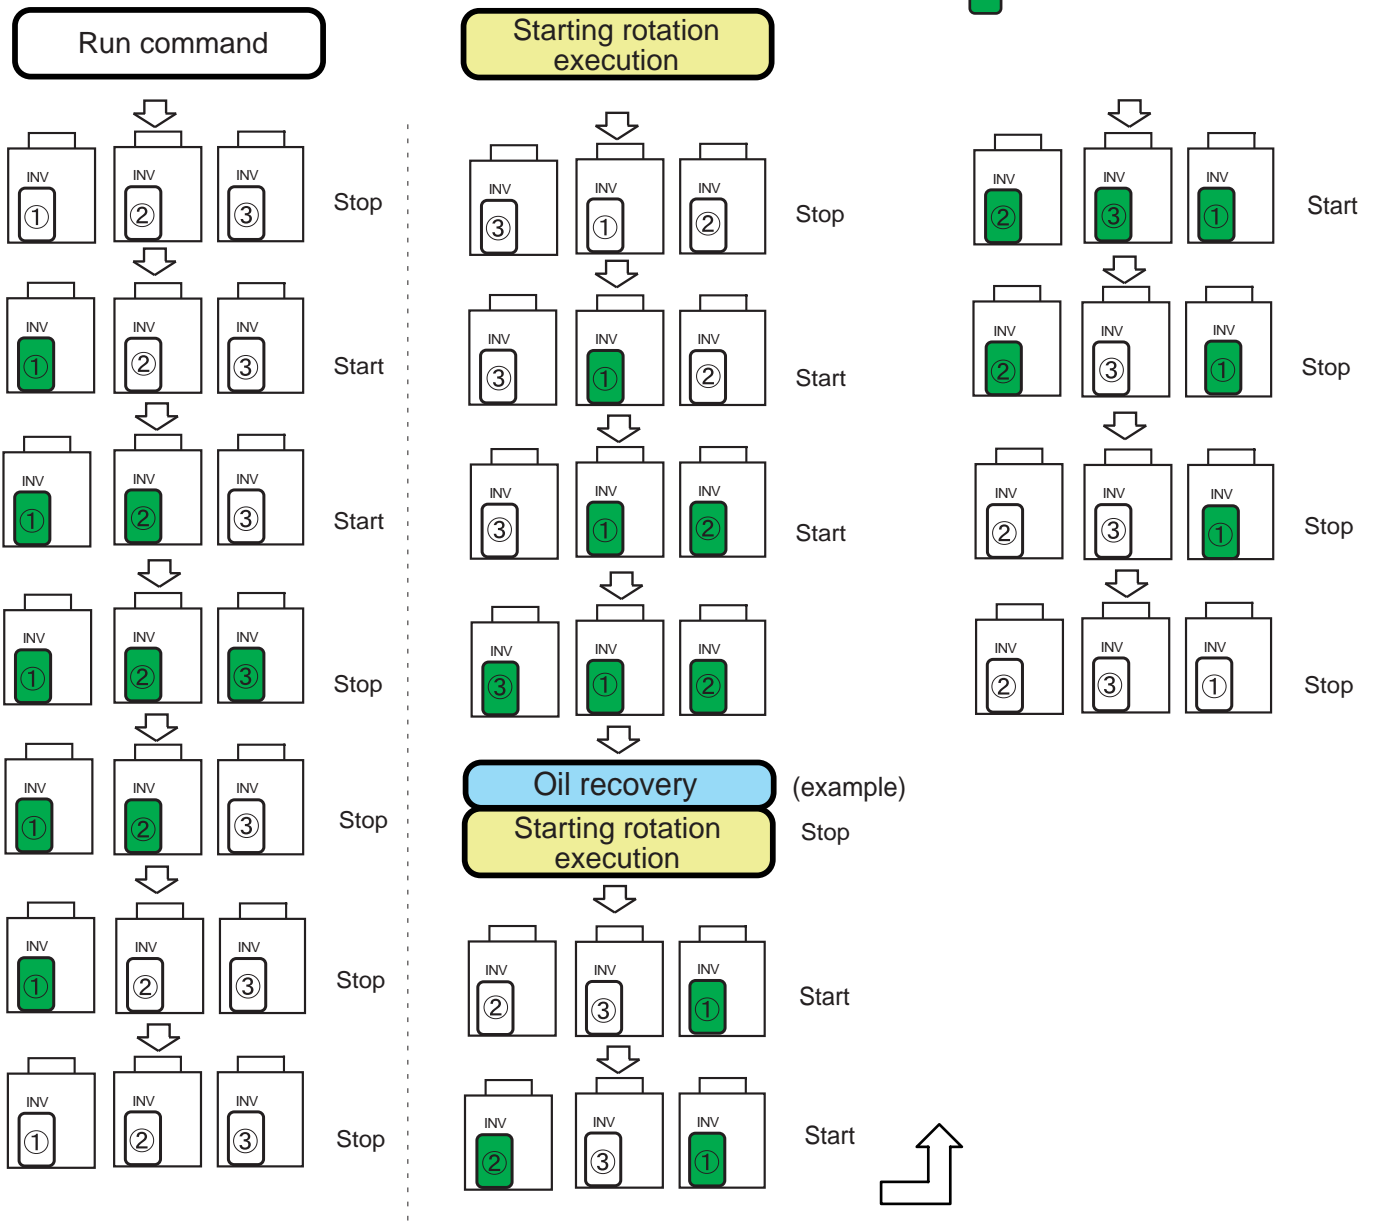 Run command
INV INV INV
① ② ③ Stop
INV INV INV
① ② ③ Start
INV INV INV
① ② ③ Start
INV INV INV
① ② ③ Stop
INV INV INV
① ② ③ Stop
INV INV INV
① ② ③ Stop
INV INV INV
① ② ③ Stop
Starting rotation
execution
INV INV INV
③ ① ② Stop
INV INV INV
③ ① ② Start
INV INV INV
③ ① ② Start
INV INV INV
③ ① ②
Oil recovery (example)
Starting rotation Stop
execution
INV INV INV
② ③ ① Start
INV INV INV
② ③ ① Start
INV INV INV
② ③ ① Start
INV INV INV
② ③ ① Stop
INV INV INV
② ③ ① Stop
INV INV INV
② ③ ① Stop